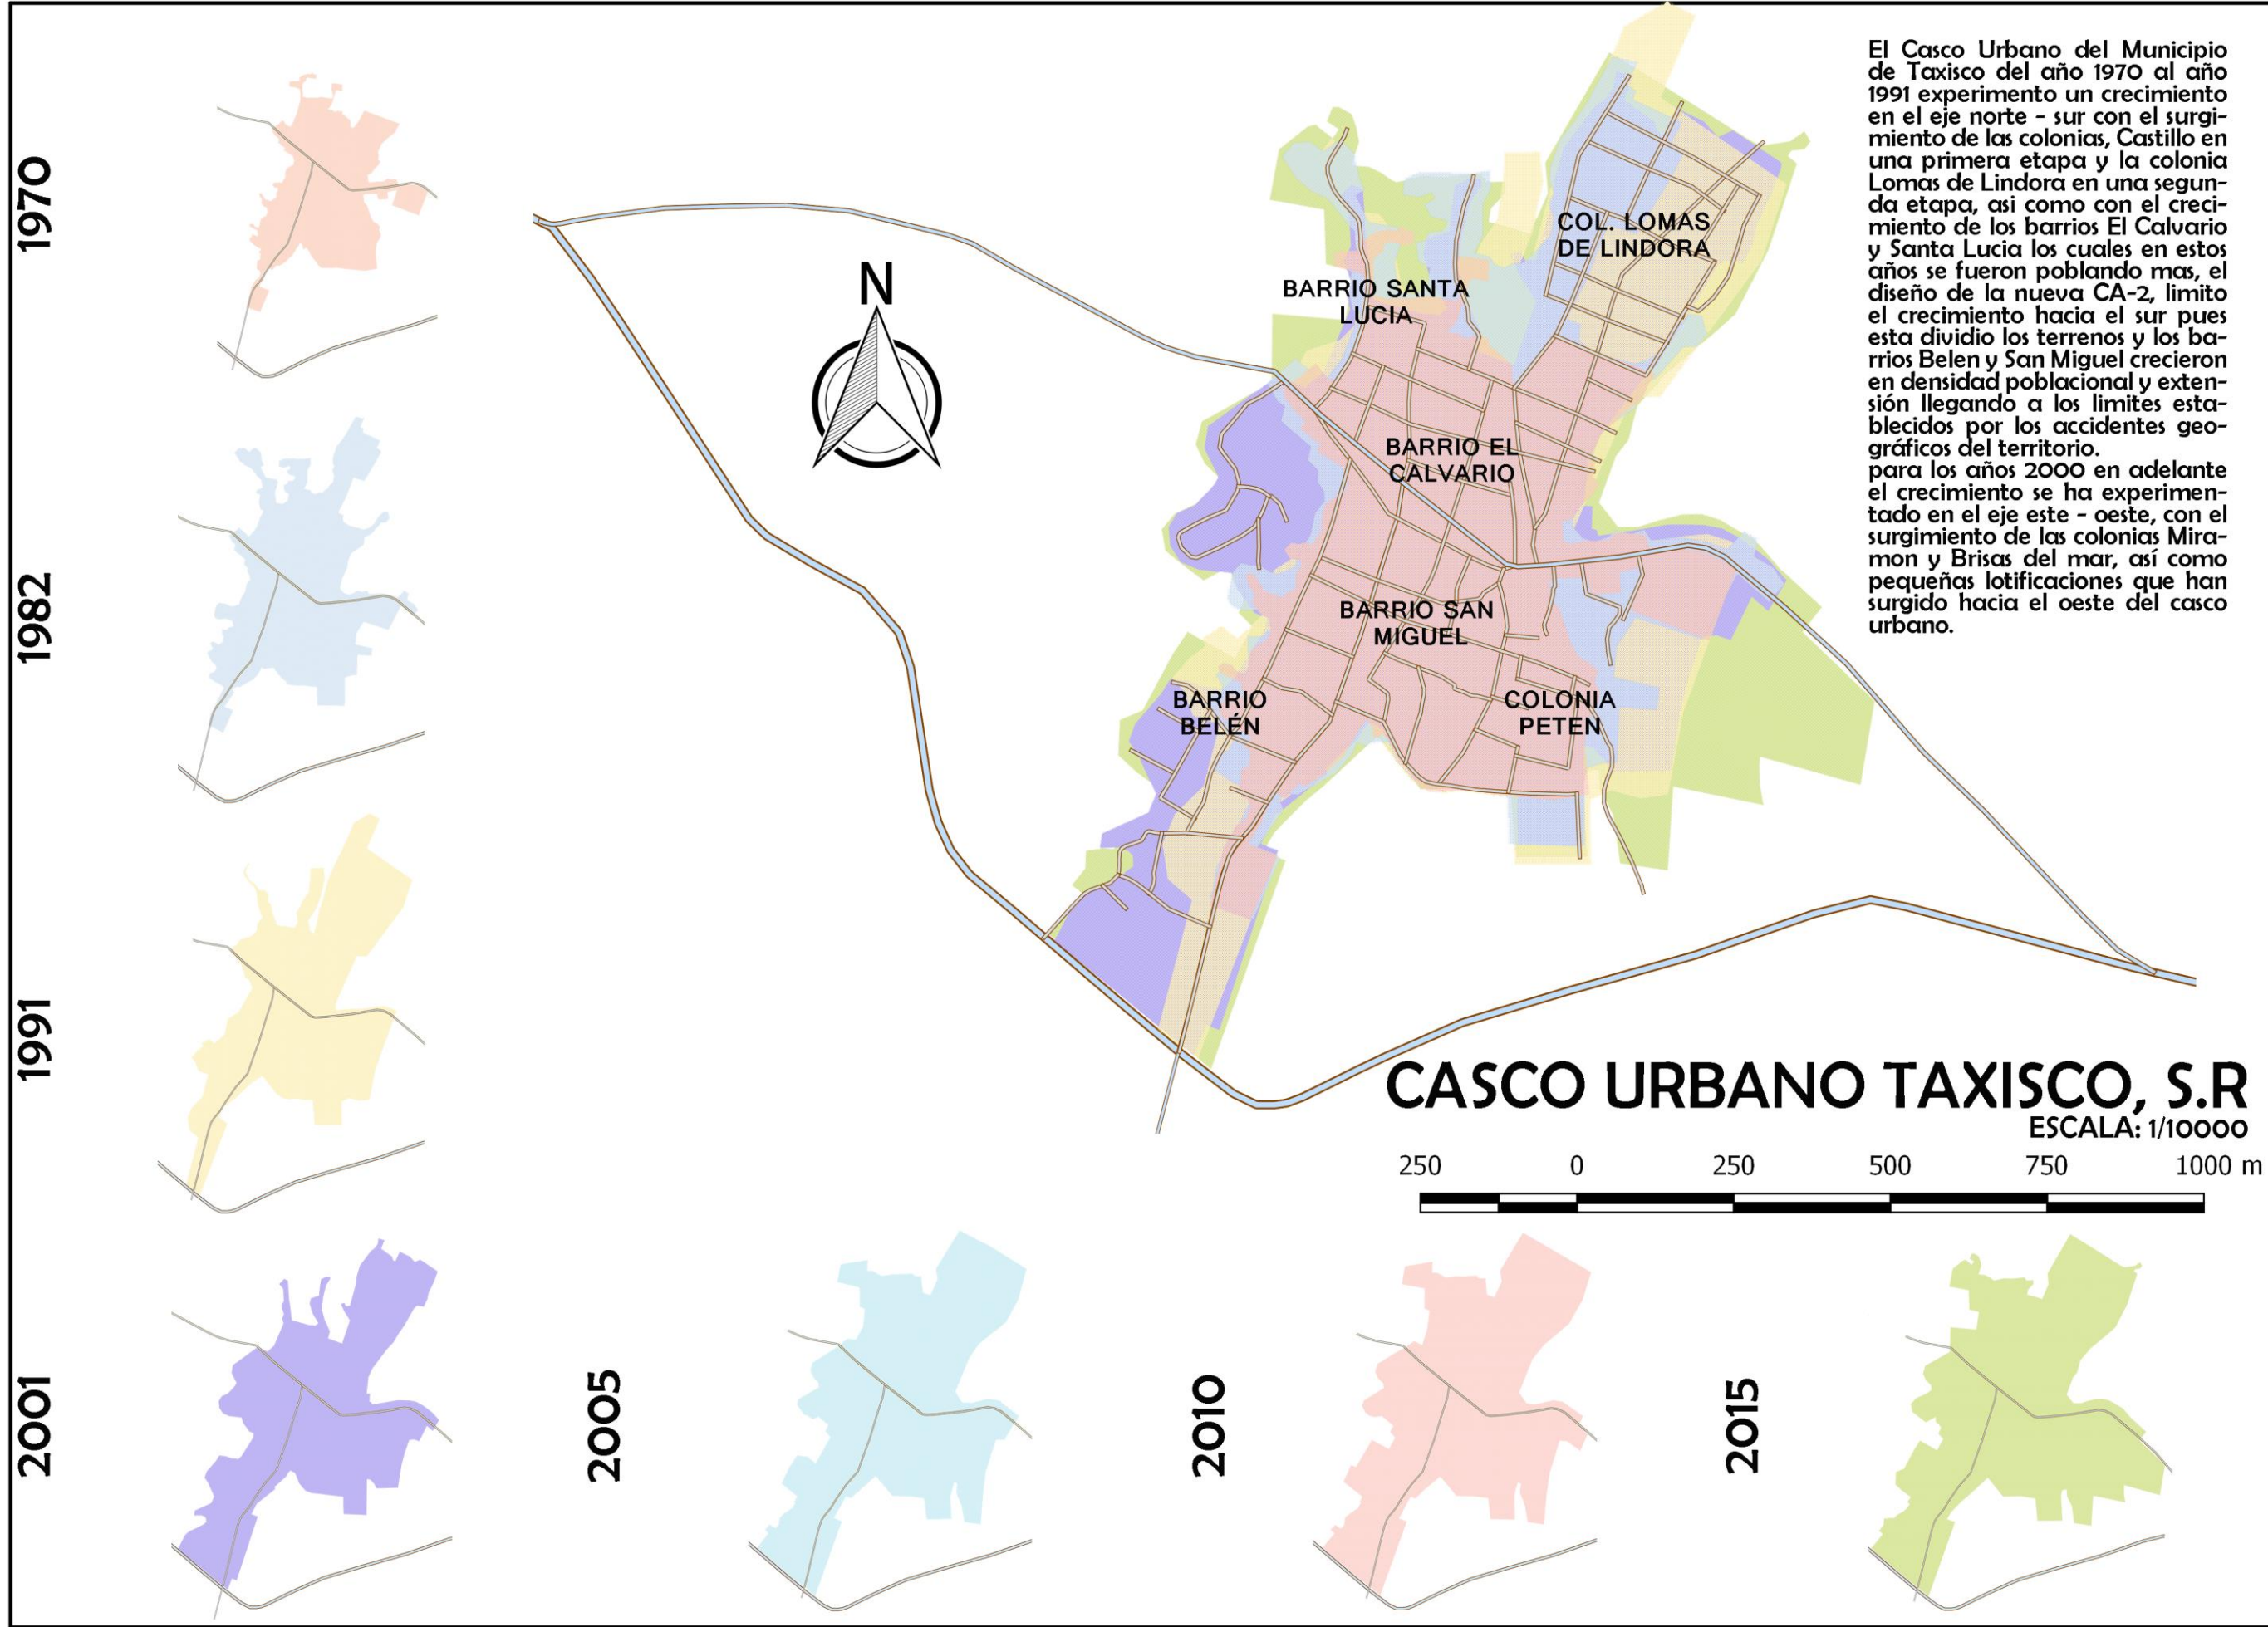 El Casco Urbano del Municipio
de Taxisco del año 1970 al año
1991 experimento un crecimiento
en el eje norte - sur con el surgi-
miento de las colonias, Castillo en
una primera etapa y la colonia
Lomas de Lindora en una segun-
da etapa, asi como con el creci-
miento de los barrios El Calvario
y Santa Lucia los cuales en estos
años se fueron poblando mas, el
diseño de la nueva CA-2, limito
el crecimiento hacia el sur pues
esta dividio los terrenos y los ba-
rrios Belen y San Miguel crecieron
en densidad poblacional y exten-
sión llegando a los limites esta-
blecidos por los accidentes geo-
gráficos del territorio.
para los años 2000 en adelante
el crecimiento se ha experimen-
tado en el eje este - oeste, con el
surgimiento de las colonias Mira-
mon y Brisas del mar, así como
pequeñas lotificaciones que han
surgido hacia el oeste del casco
urbano.
1970
1982
1991
2001
2005
2010
2015
N
COL. LOMAS
DE LINDORA
BARRIO SANTA
LUCIA
BARRIO EL
CALVARIO
BARRIO SAN
MIGUEL
BARRIO
BELÉN
COLONIA
PETEN
CASCO URBANO TAXISCO, S.R
ESCALA: 1/10000
250 0 250 500 750 1000 m